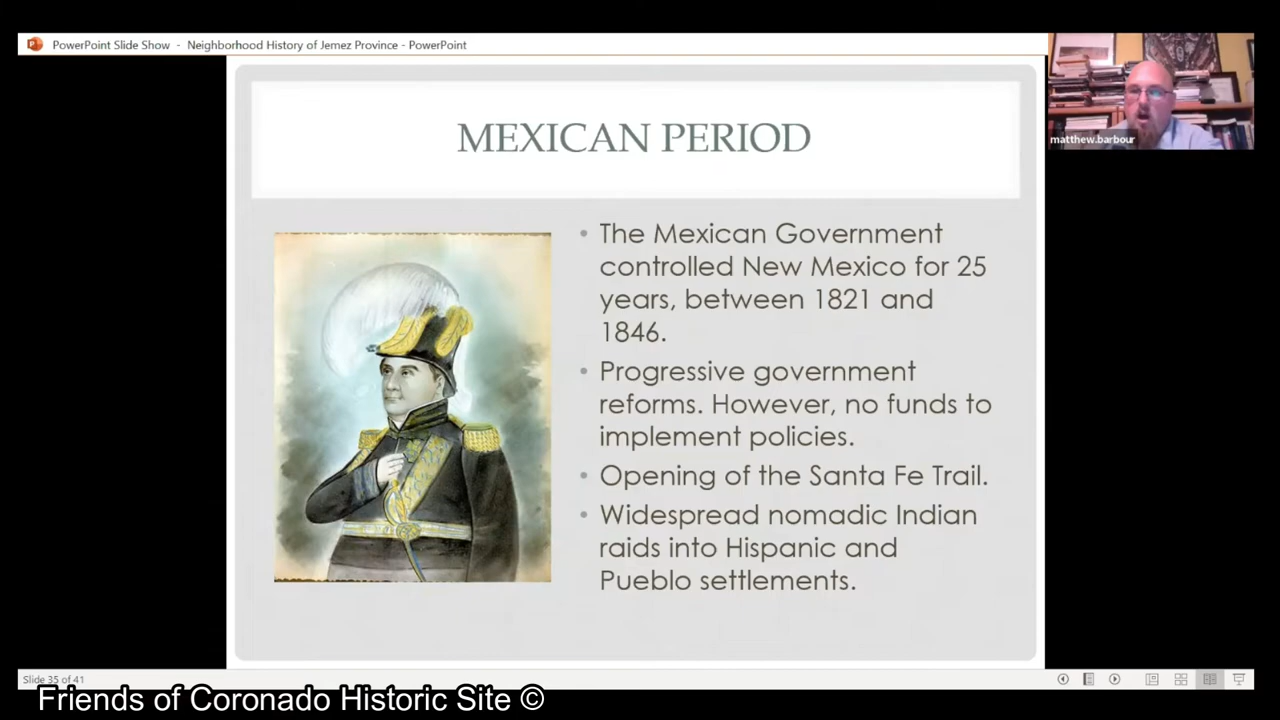 PowerPoint Slide Show - Neighborhood History of Jemez Province - PowerPoint
matthew.barbour
MEXICAN PERIOD
• The Mexican Government
controlled New Mexico for 25
years, between 1821 and
1846.
• Progressive government
reforms. However, no funds to
implement policies.
• Opening of the Santa Fe Trail.
• Widespread nomadic Indian
raids into Hispanic and
Pueblo settlements.
Slide 35 of 41
Friends of Coronado Historic Site ©